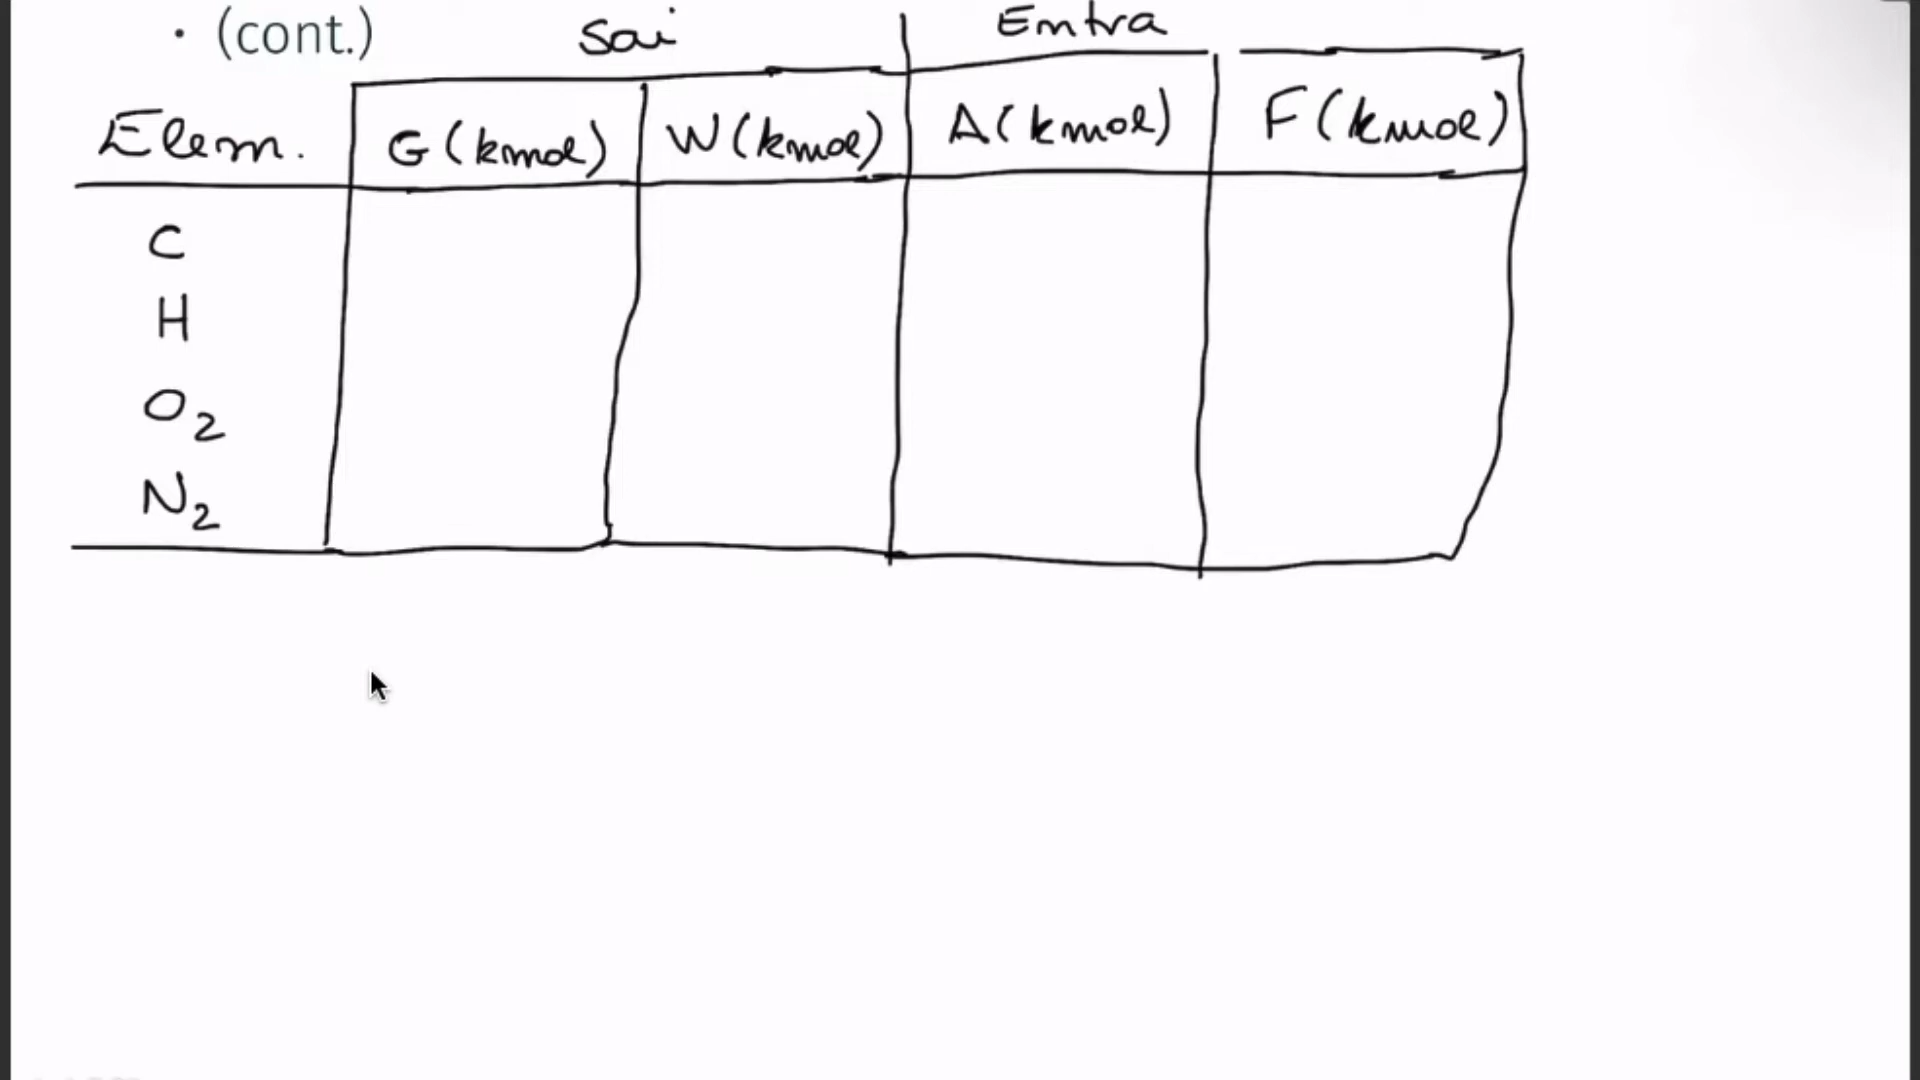 • (cont.)
Sai Entra
Elem. G (kmol) W (kmol) A (kmol) F (kmol)
C
H
O2
N2